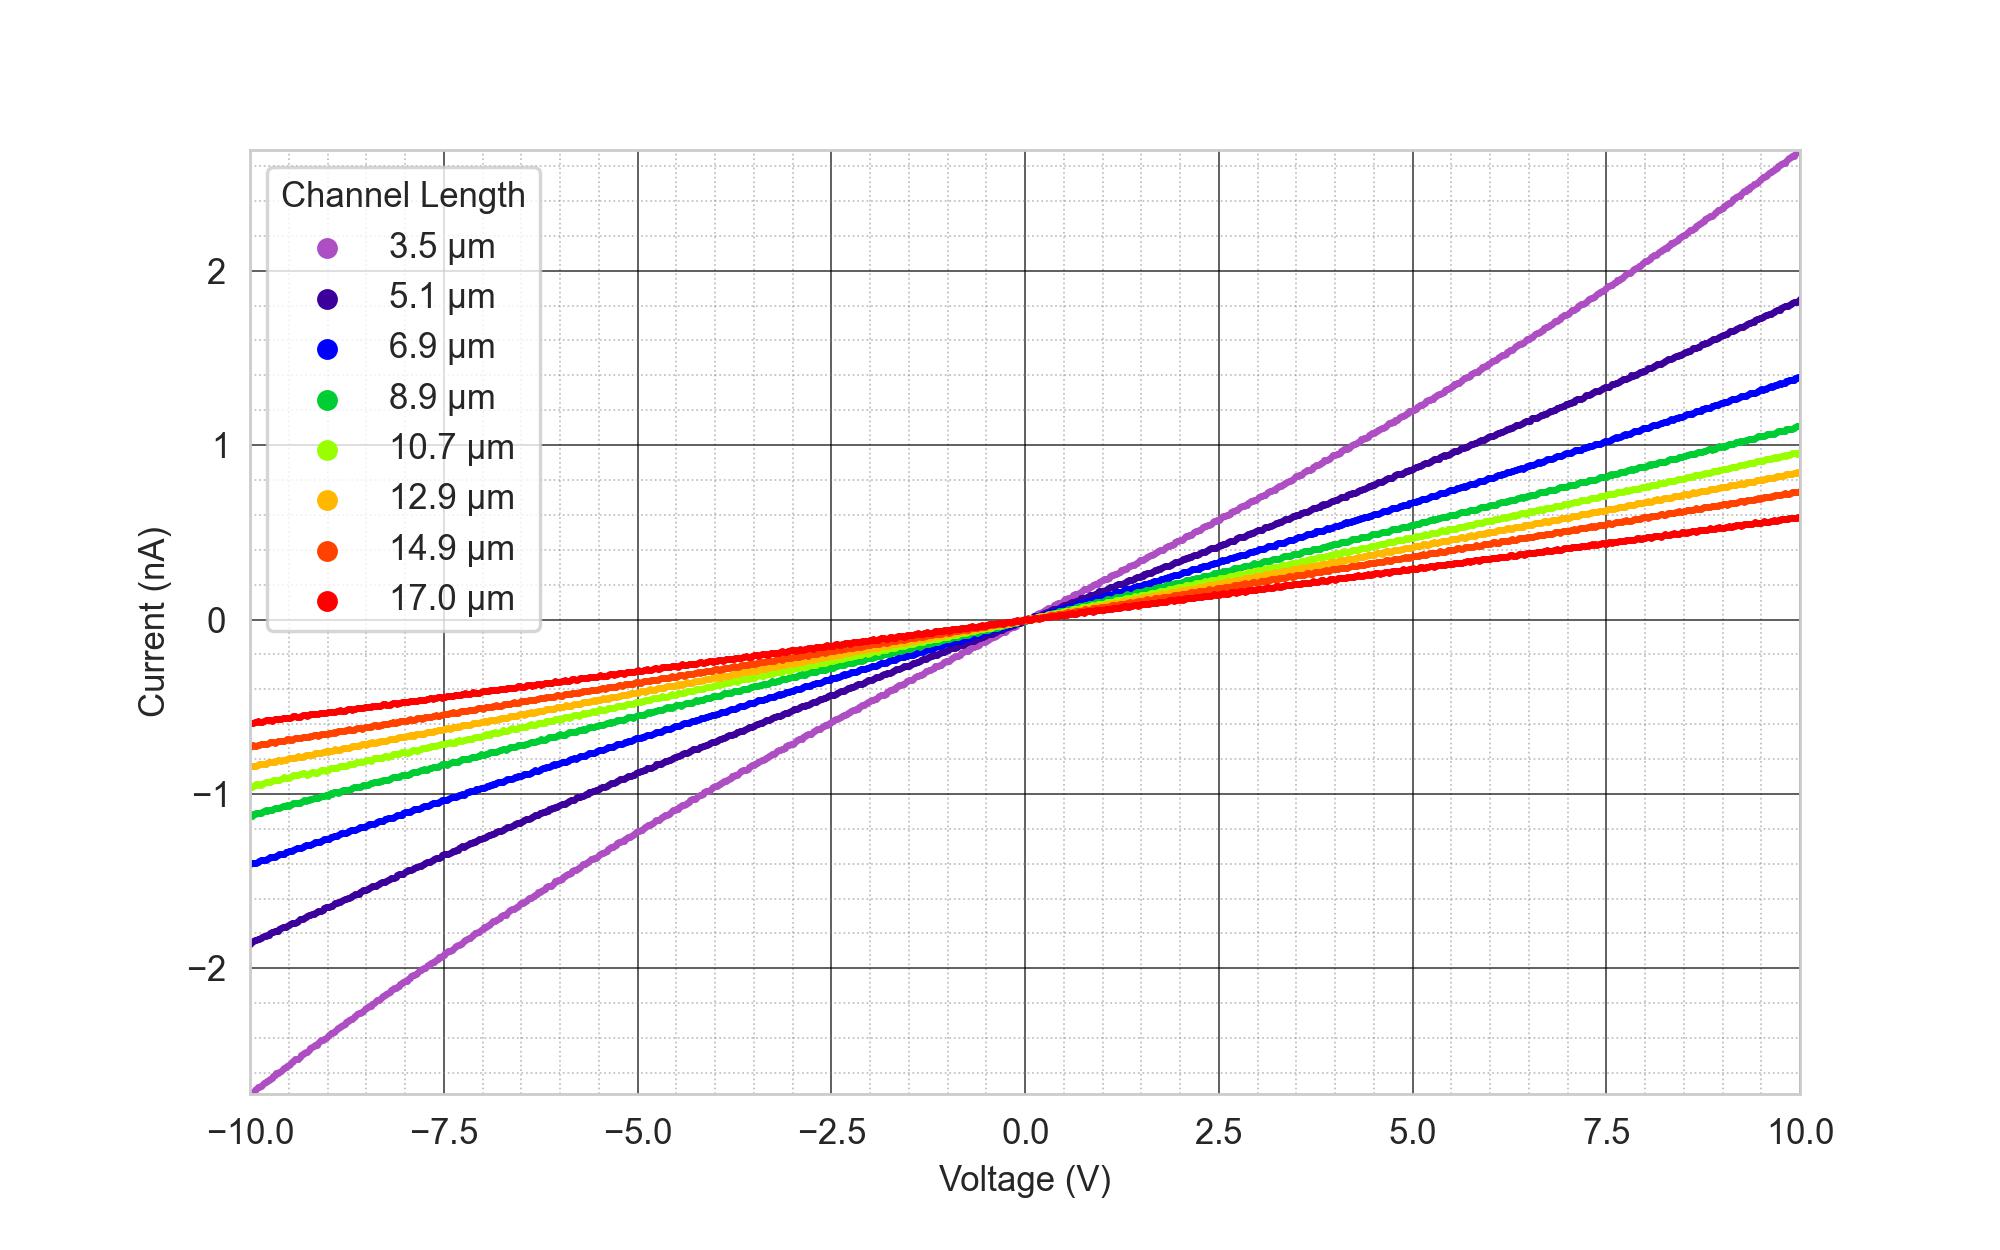 Channel Length
3.5 µm
5.1 µm
6.9 µm
8.9 µm
10.7 µm
12.9 µm
14.9 µm
17.0 µm
2
1
0
−1
−2
Current (nA)
−10.0 −7.5 −5.0 −2.5 0.0 2.5 5.0 7.5 10.0
Voltage (V)